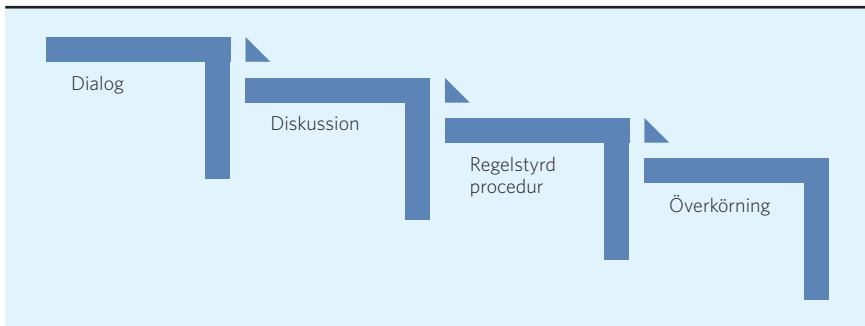 Dialog
Diskussion
Regelstyrd
procedur
Överkörning